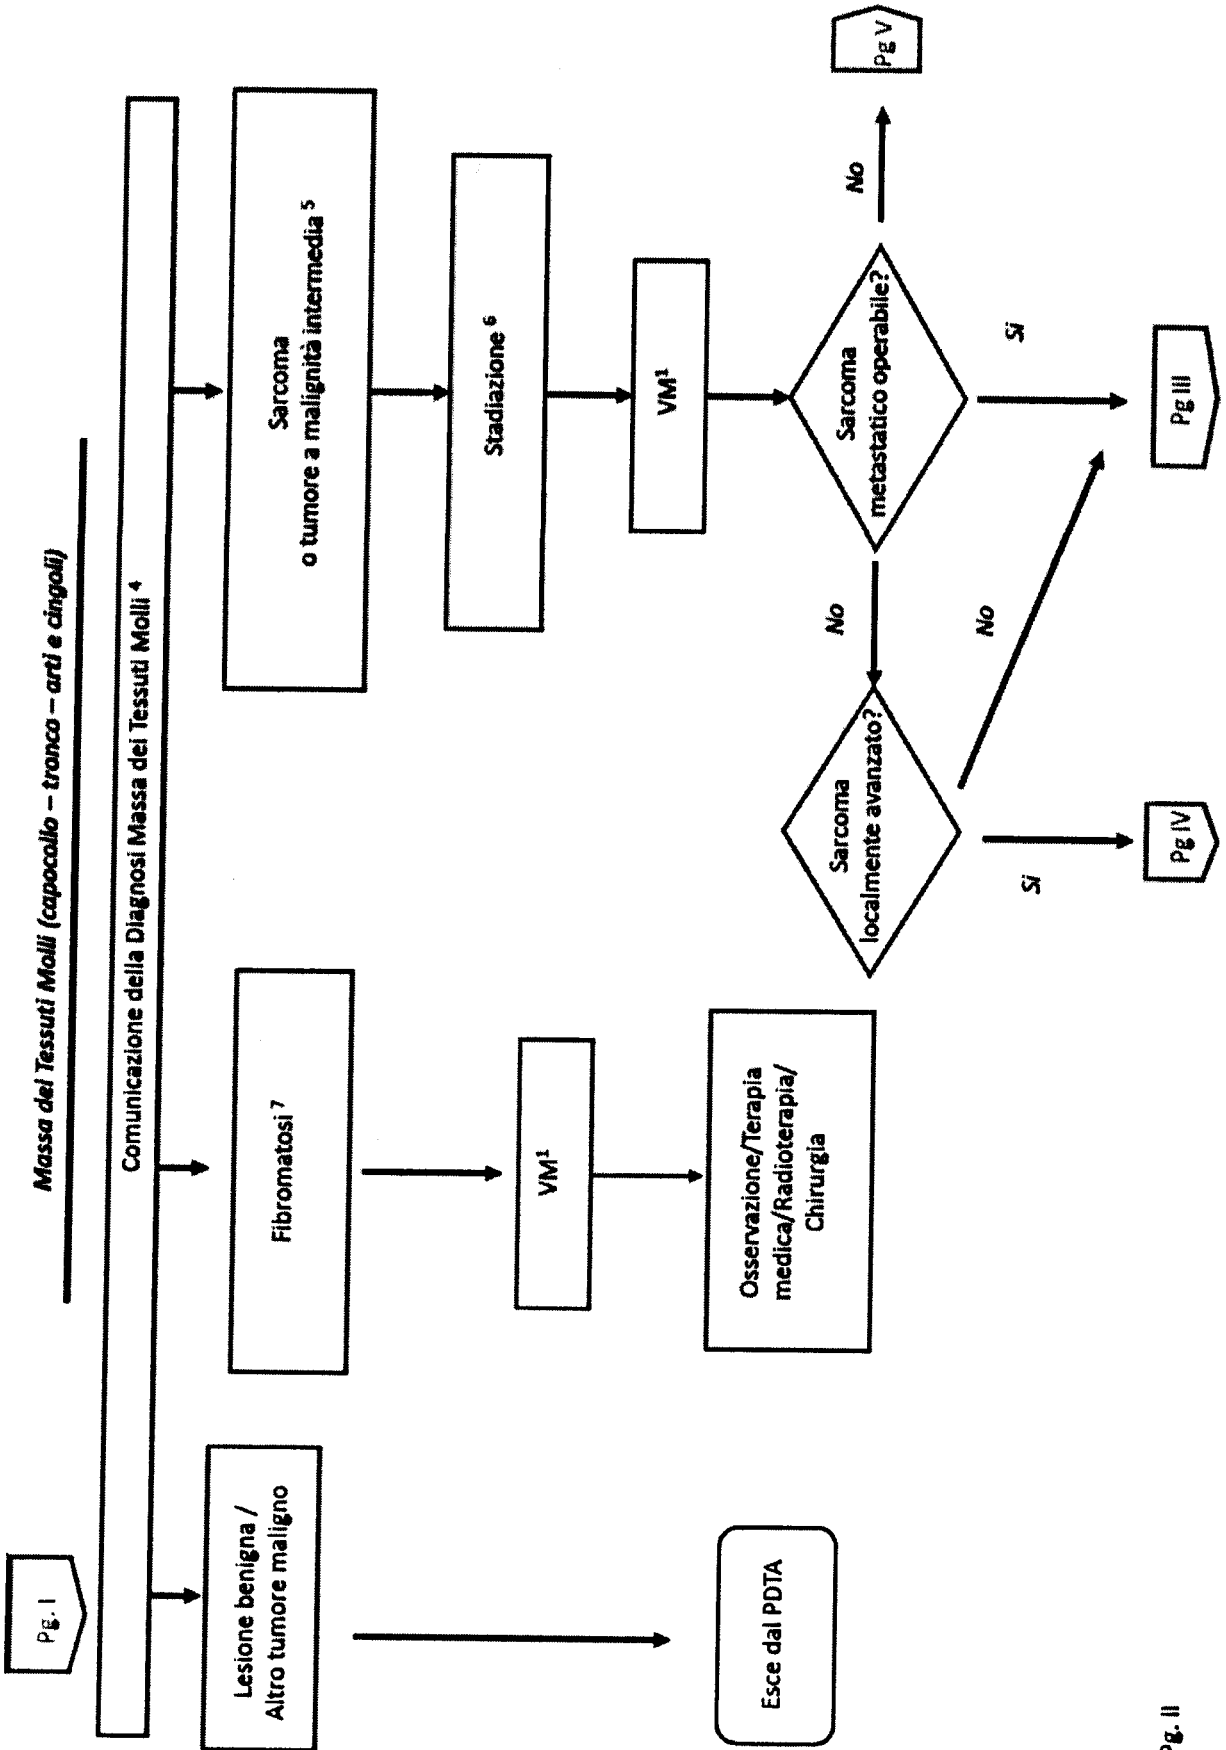 Massa dei Tessuti Molli (capocollo – tronco – arti e cingoli)
Pg. I
Comunicazione della Diagnosi Massa dei Tessuti Molli ⁴
Lesione benigna /
Altro tumore maligno
Esce dal PDTA
Fibromatosi ⁷
VM¹
Osservazione/Terapia
medica/Radioterapia/
Chirurgia
Sarcoma
o tumore a malignità intermedia ⁵
Stadiazione ⁶
VM¹
Sarcoma
metastatico operabile?
No
Pg V
Si
Pg III
No
Sarcoma
localmente avanzato?
No
Si
Pg IV
Pg. II